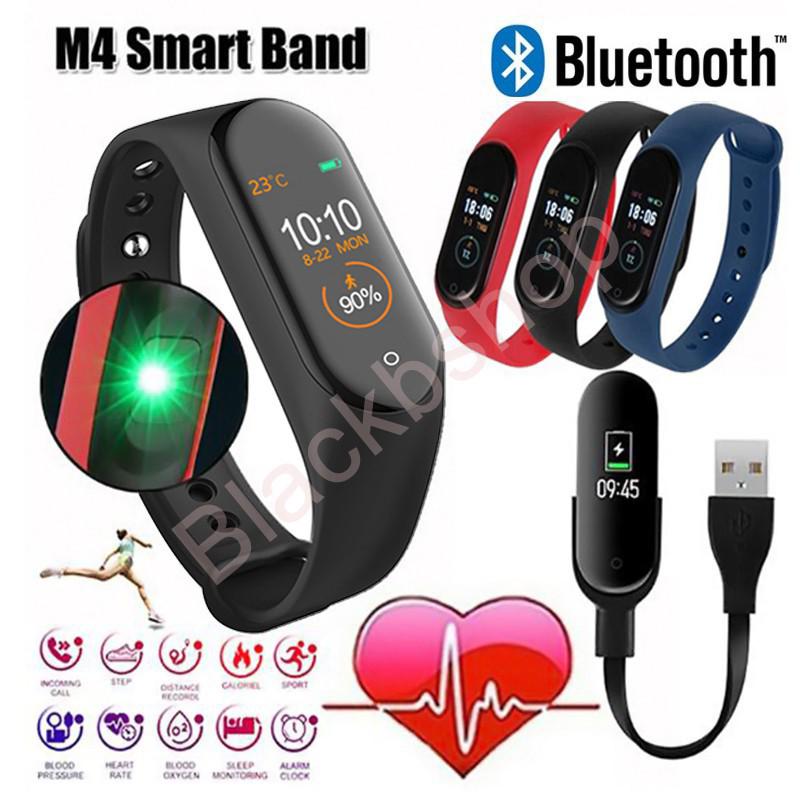 M4 Smart Band
Bluetooth™
23°C
10:10
8-22 MON
90%
18:06
18:06
18:06
09:45
Blackbshop
INCOMING
CALL
STEP
DISTANCE
RECORDL
CALORIEL
SPORT
BLOOD
PRESSURE
HEART
RATE
BLOOD
OXYGEN
SLEEP
MONITORING
ALARM
CLOCK